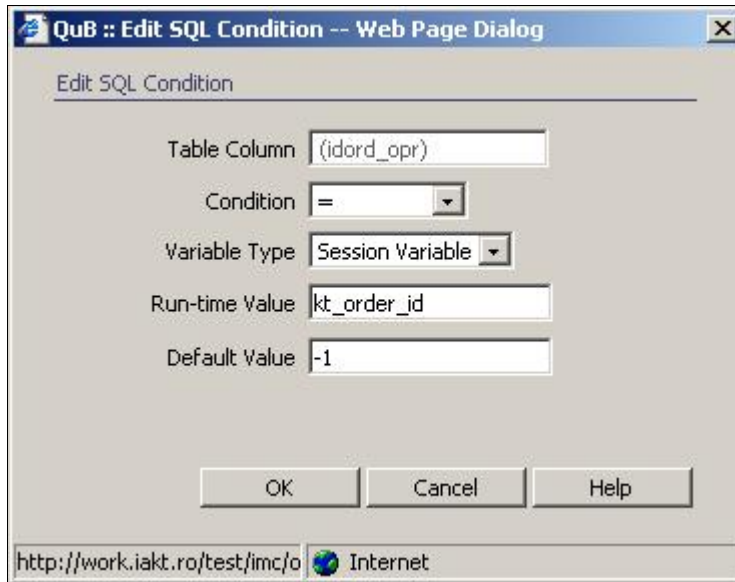 QuB :: Edit SQL Condition -- Web Page Dialog
Edit SQL Condition
Table Column (idord_opr)
Condition =
Variable Type Session Variable
Run-time Value kt_order_id
Default Value -1
OK Cancel Help
http://work.iakt.ro/test/imc/o Internet